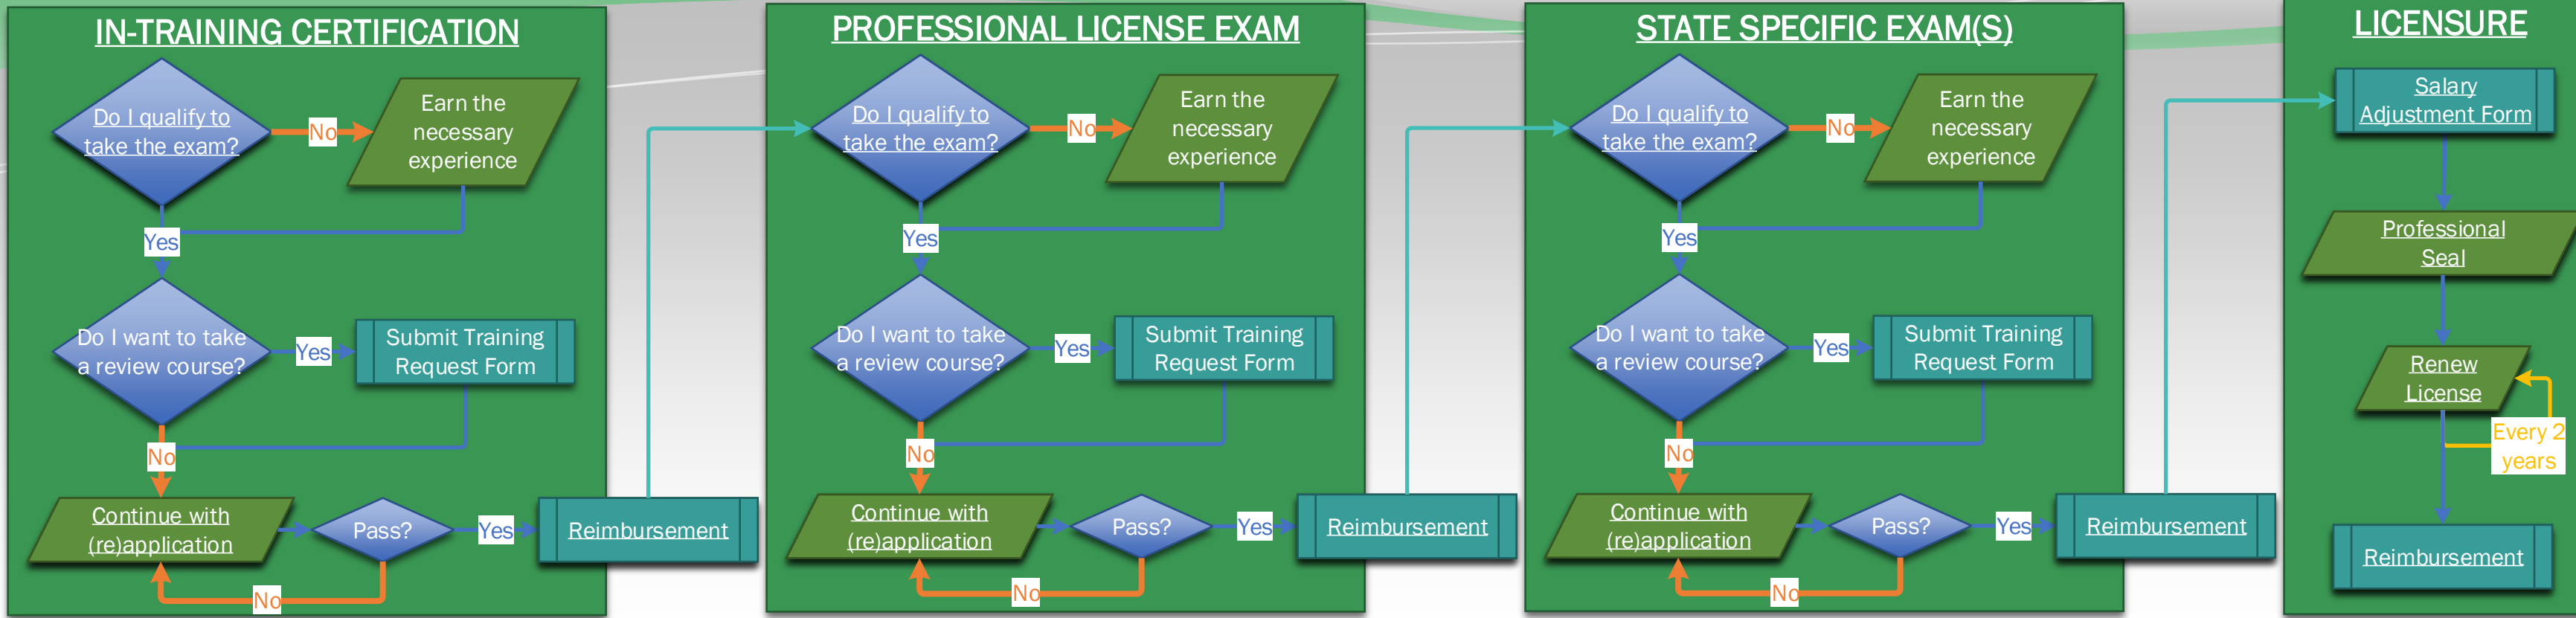 IN-TRAINING CERTIFICATION
Do I qualify to
take the exam?
No
Earn the
necessary
experience
Yes
Do I want to take
a review course?
Yes
Submit Training
Request Form
No
Continue with
(re)application
Pass?
Yes
Reimbursement
No
PROFESSIONAL LICENSE EXAM
Do I qualify to
take the exam?
No
Earn the
necessary
experience
Yes
Do I want to take
a review course?
Yes
Submit Training
Request Form
No
Continue with
(re)application
Pass?
Yes
Reimbursement
No
STATE SPECIFIC EXAM(S)
Do I qualify to
take the exam?
No
Earn the
necessary
experience
Yes
Do I want to take
a review course?
Yes
Submit Training
Request Form
No
Continue with
(re)application
Pass?
Yes
Reimbursement
No
LICENSURE
Salary
Adjustment Form
Professional
Seal
Renew
License
Every 2
years
Reimbursement